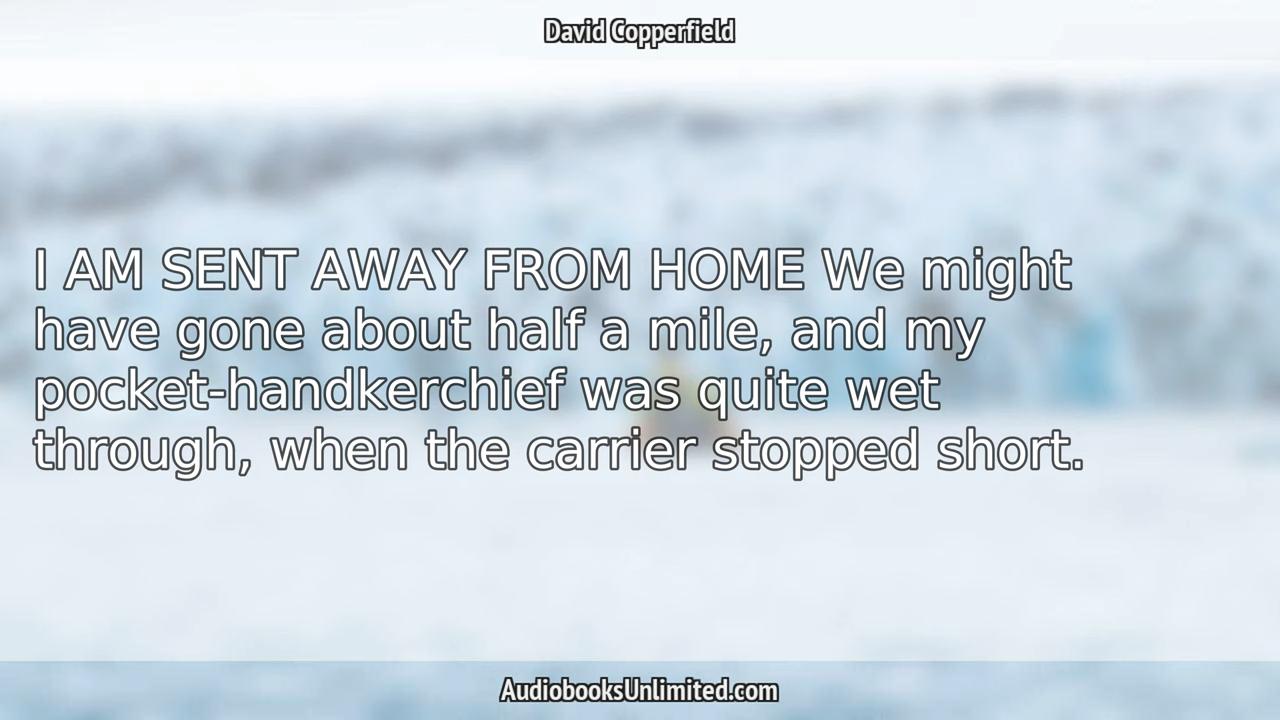 David Copperfield
I AM SENT AWAY FROM HOME We might
have gone about half a mile, and my
pocket-handkerchief was quite wet
through, when the carrier stopped short.
AudiobooksUnlimited.com